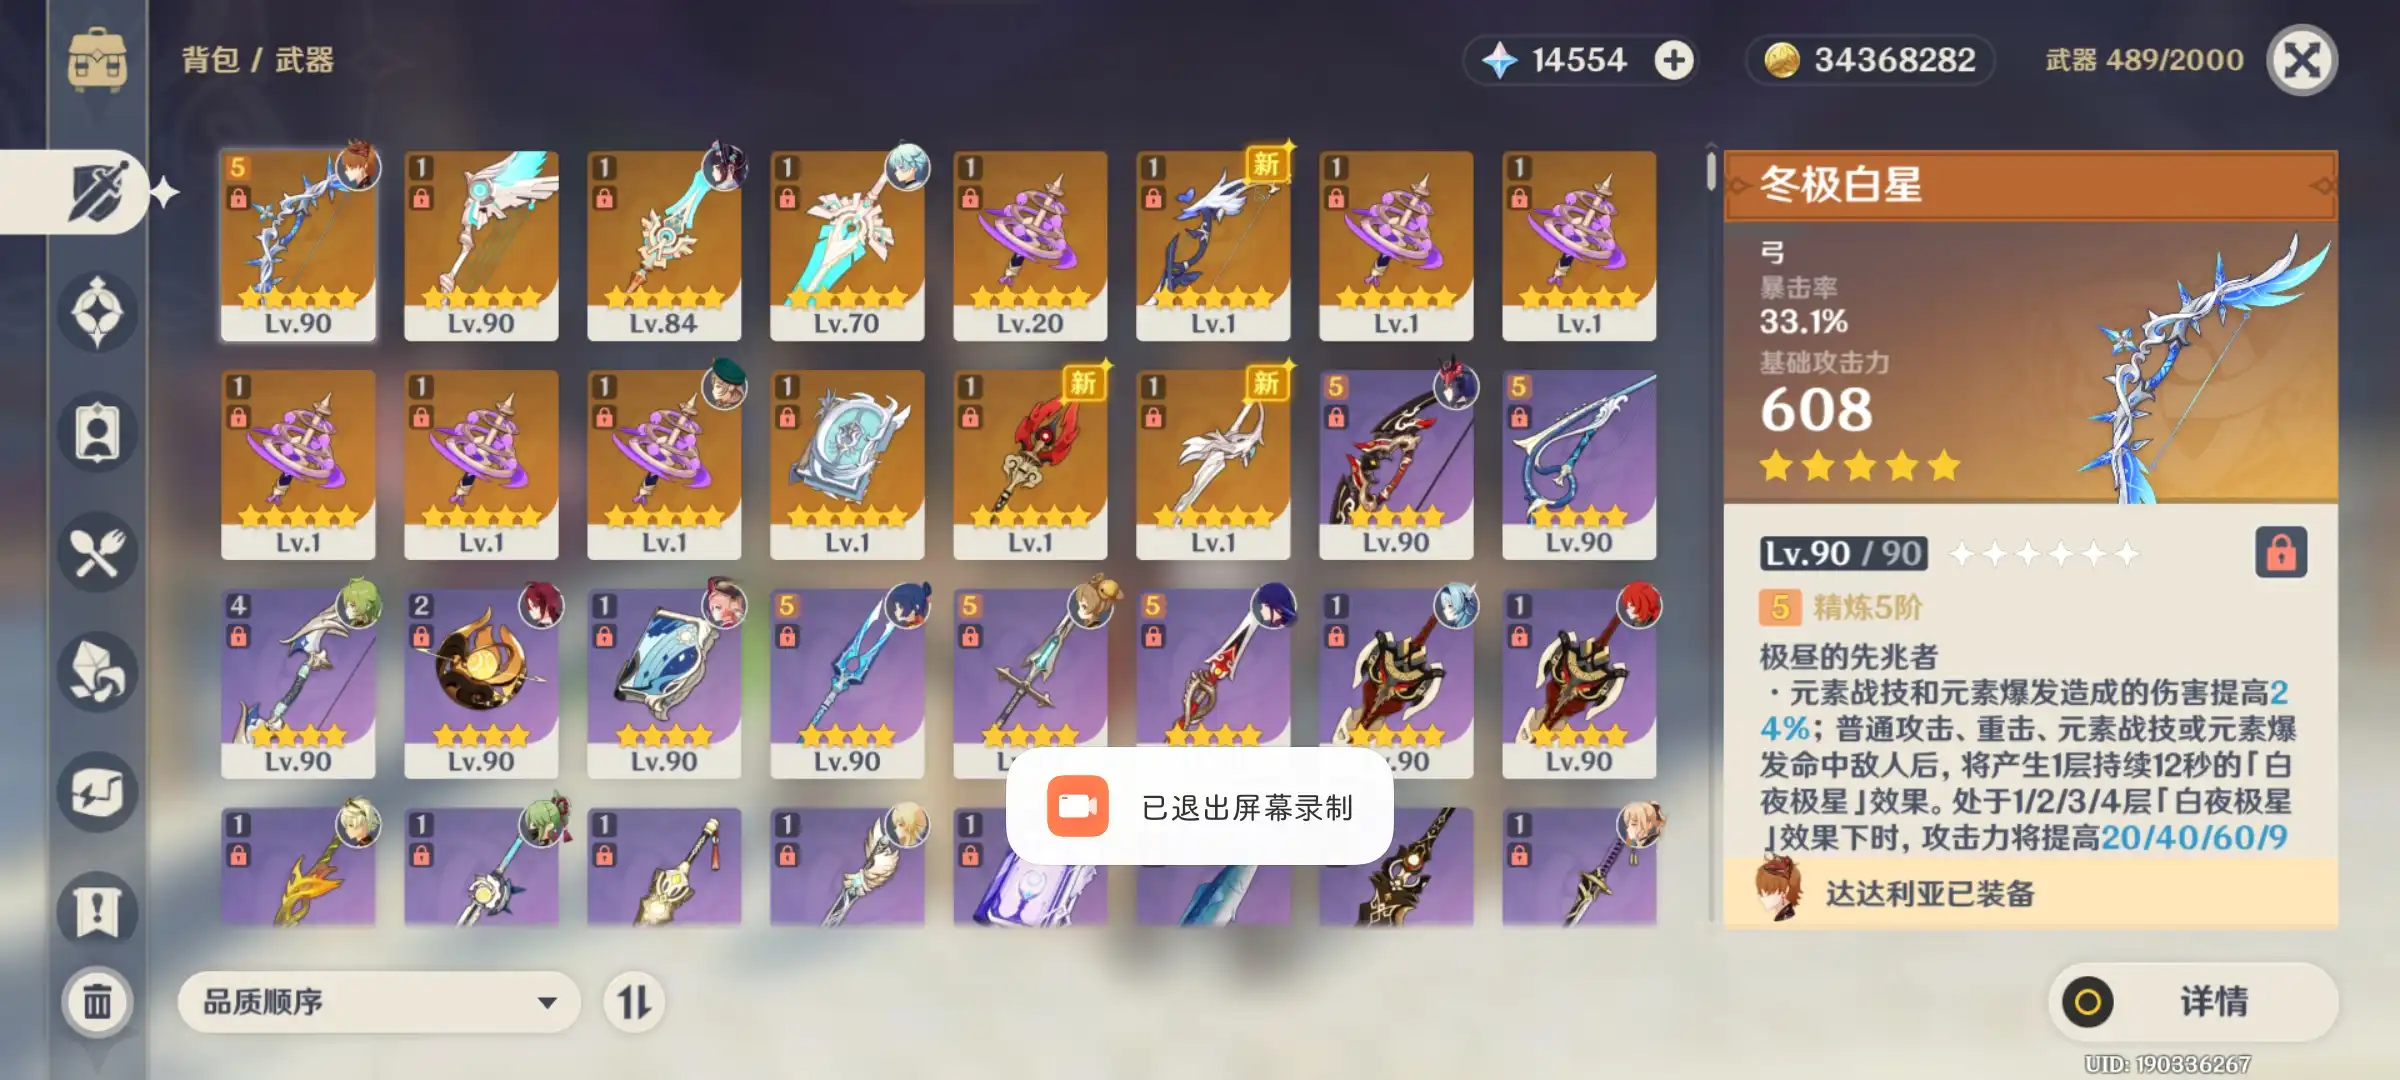 背包 / 武器
14554
34368282
武器 489/2000
5
1
1
1
1
1 新
1
1
Lv.90
Lv.90
Lv.84
Lv.70
Lv.20
Lv.1
Lv.1
Lv.1
1
1
1
1
1 新
1 新
5
5
Lv.1
Lv.1
Lv.1
Lv.1
Lv.1
Lv.1
Lv.90
Lv.90
4
2
1
5
5
5
1
1
Lv.90
Lv.90
Lv.90
Lv.90
L
.90
Lv.90
1
1
1
1
1
1
已退出屏幕录制
冬极白星
弓
暴击率
33.1%
基础攻击力
608
Lv.90 / 90
5 精炼5阶
极昼的先兆者
·元素战技和元素爆发造成的伤害提高2
4%；普通攻击、重击、元素战技或元素爆
发命中敌人后，将产生1层持续12秒的「白
夜极星」效果。处于1/2/3/4层「白夜极星
」效果下时，攻击力将提高20/40/60/9
达达利亚已装备
品质顺序
详情
UID: 190336267